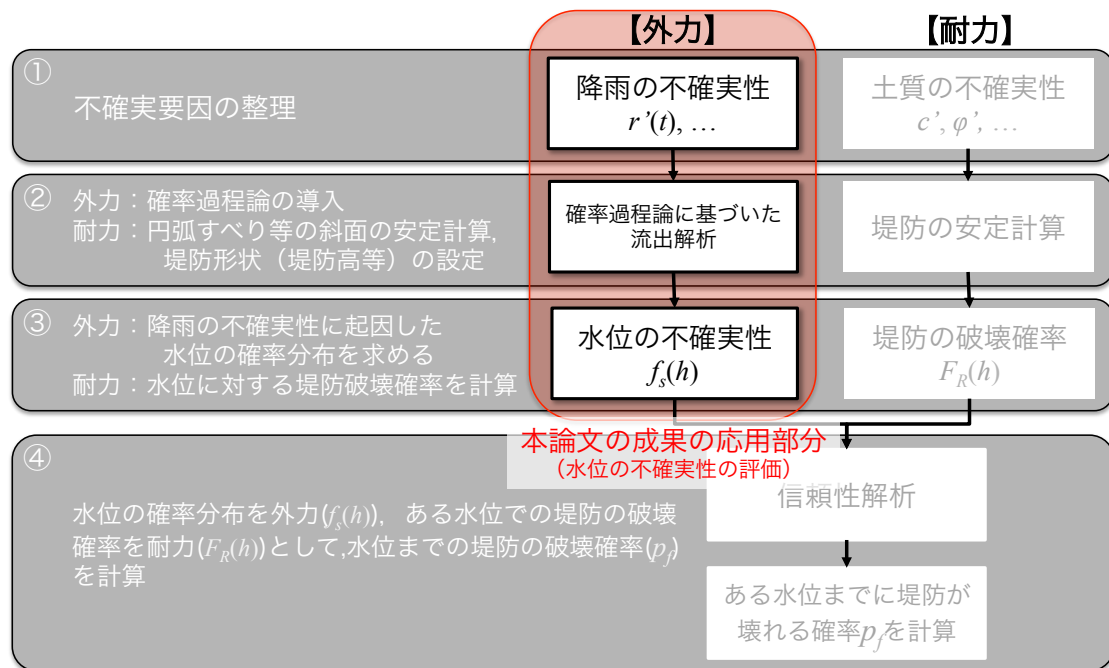 【外力】
【耐力】
①
不確実要因の整理
降雨の不確実性
r’(t), …
土質の不確実性
c’, φ’, …
②
外力：確率過程論の導入
耐力：円弧すべり等の斜面の安定計算,
堤防形状（堤防高等）の設定
確率過程論に基づいた
流出解析
堤防の安定計算
③
外力：降雨の不確実性に起因した
水位の確率分布を求める
耐力：水位に対する堤防破壊確率を計算
水位の不確実性
fs(h)
堤防の破壊確率
FR(h)
本論文の成果の応用部分
（水位の不確実性の評価）
④
水位の確率分布を外力(fs(h)), ある水位での堤防の破壊
確率を耐力(FR(h))として,水位までの堤防の破壊確率(pf)
を計算
信頼性解析
ある水位までに堤防が
壊れる確率pfを計算